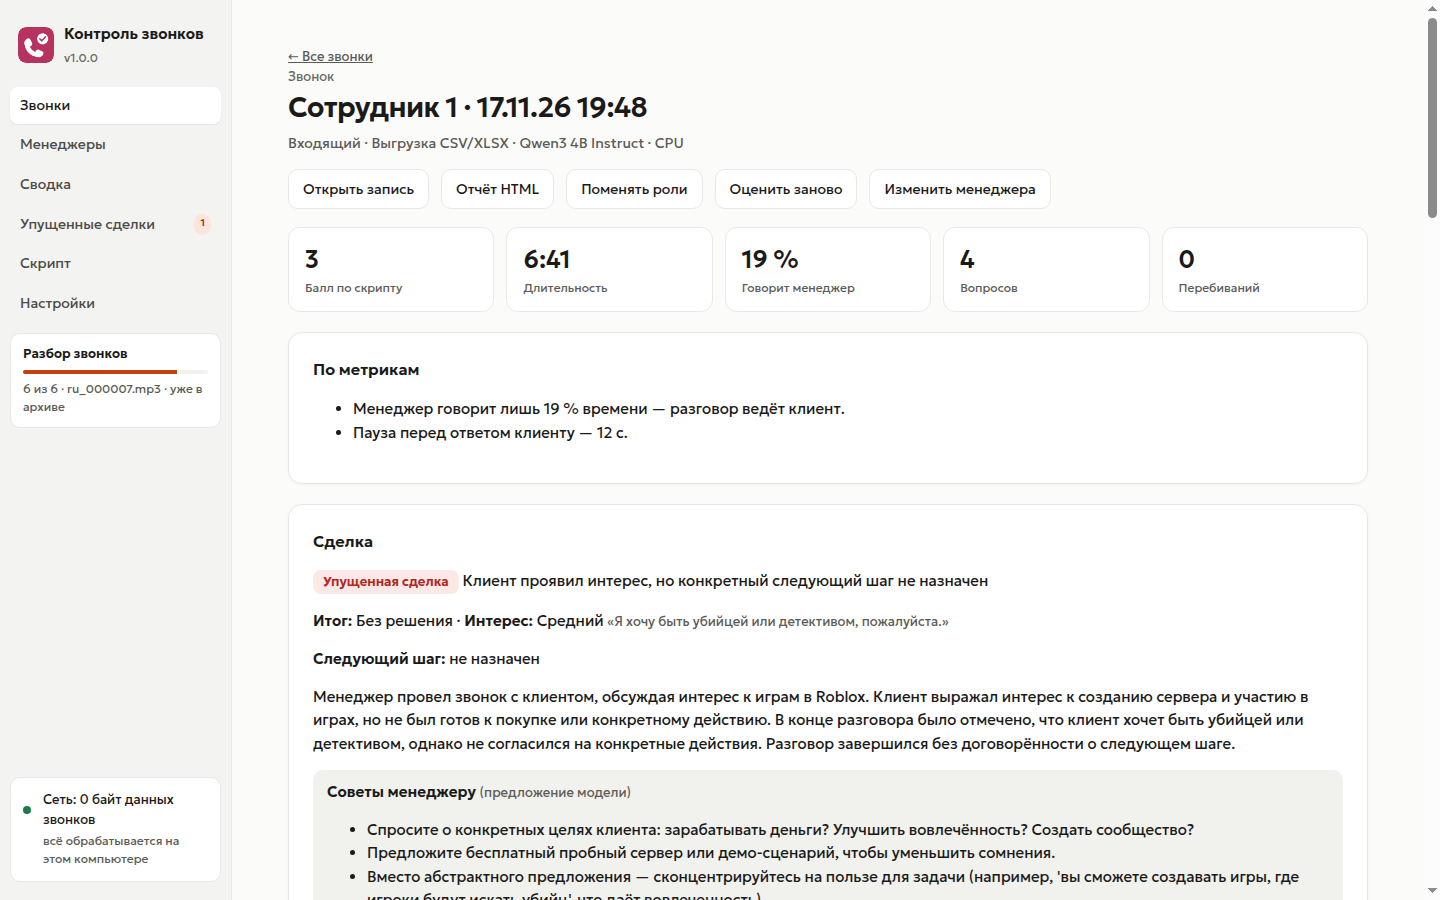 Контроль звонков
v1.0.0
Звонки
Менеджеры
Сводка
Упущенные сделки
1
Скрипт
Настройки
Разбор звонков
6 из 6 · ru_000007.mp3 · уже в
архиве
Сеть: 0 байт данных
звонков
всё обрабатывается на
этом компьютере
← Все звонки
Звонок
Сотрудник 1 · 17.11.26 19:48
Входящий · Выгрузка CSV/XLSX · Qwen3 4B Instruct · CPU
Открыть запись
Отчёт HTML
Поменять роли
Оценить заново
Изменить менеджера
3
Балл по скрипту
6:41
Длительность
19 %
Говорит менеджер
4
Вопросов
0
Перебиваний
По метрикам
• Менеджер говорит лишь 19 % времени — разговор ведёт клиент.
• Пауза перед ответом клиенту — 12 с.
Сделка
Упущенная сделка Клиент проявил интерес, но конкретный следующий шаг не назначен
Итог: Без решения · Интерес: Средний «Я хочу быть убийцей или детективом, пожалуйста.»
Следующий шаг: не назначен
Менеджер провел звонок с клиентом, обсуждая интерес к играм в Roblox. Клиент выражал интерес к созданию сервера и участию в
играх, но не был готов к покупке или конкретному действию. В конце разговора было отмечено, что клиент хочет быть убийцей или
детективом, однако не согласился на конкретные действия. Разговор завершился без договорённости о следующем шаге.
Советы менеджеру (предложение модели)
• Спросите о конкретных целях клиента: зарабатывать деньги? Улучшить вовлечённость? Создать сообщество?
• Предложите бесплатный пробный сервер или демо-сценарий, чтобы уменьшить сомнения.
• Вместо абстрактного предложения — сконцентрируйтесь на пользе для задачи (например, 'вы сможете создавать игры, где
игроки будут искать убийц', что даёт вовлеченность)